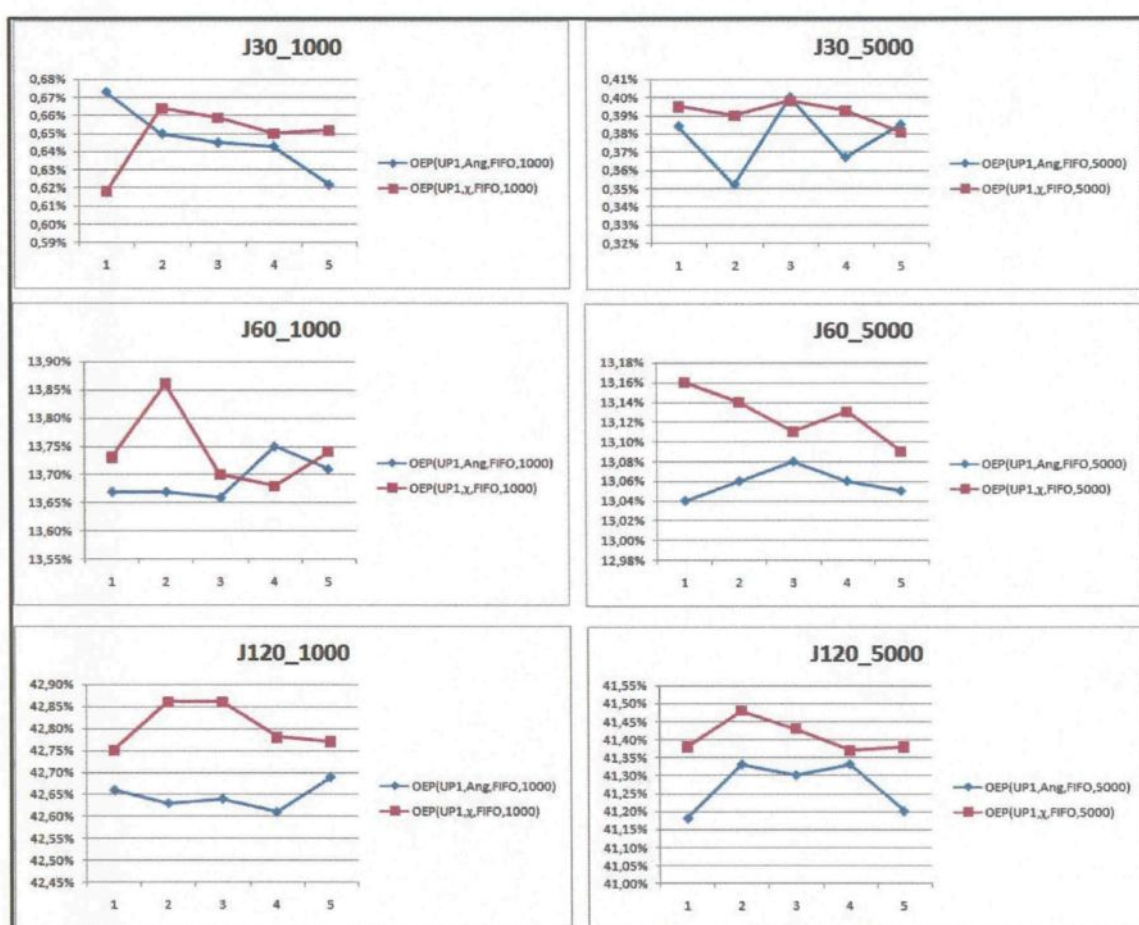 J30_1000
0,68%
0,67%
0,66%
0,65%
0,64%
0,63%
0,62%
0,61%
0,60%
0,59%
1 2 3 4 5
OEP(UP1,Ang,FIFO,1000)
OEP(UP1,χ,FIFO,1000)
J30_5000
0,41%
0,40%
0,39%
0,38%
0,37%
0,36%
0,35%
0,34%
0,33%
0,32%
1 2 3 4 5
OEP(UP1,Ang,FIFO,5000)
OEP(UP1,χ,FIFO,5000)
J60_1000
13,90%
13,85%
13,80%
13,75%
13,70%
13,65%
13,60%
13,55%
1 2 3 4 5
OEP(UP1,Ang,FIFO,1000)
OEP(UP1,χ,FIFO,1000)
J60_5000
13,18%
13,16%
13,14%
13,12%
13,10%
13,08%
13,06%
13,04%
13,02%
13,00%
12,98%
1 2 3 4 5
OEP(UP1,Ang,FIFO,5000)
OEP(UP1,χ,FIFO,5000)
J120_1000
42,90%
42,85%
42,80%
42,75%
42,70%
42,65%
42,60%
42,55%
42,50%
42,45%
1 2 3 4 5
OEP(UP1,Ang,FIFO,1000)
OEP(UP1,χ,FIFO,1000)
J120_5000
41,55%
41,50%
41,45%
41,40%
41,35%
41,30%
41,25%
41,20%
41,15%
41,10%
41,05%
41,00%
1 2 3 4 5
OEP(UP1,Ang,FIFO,5000)
OEP(UP1,χ,FIFO,5000)